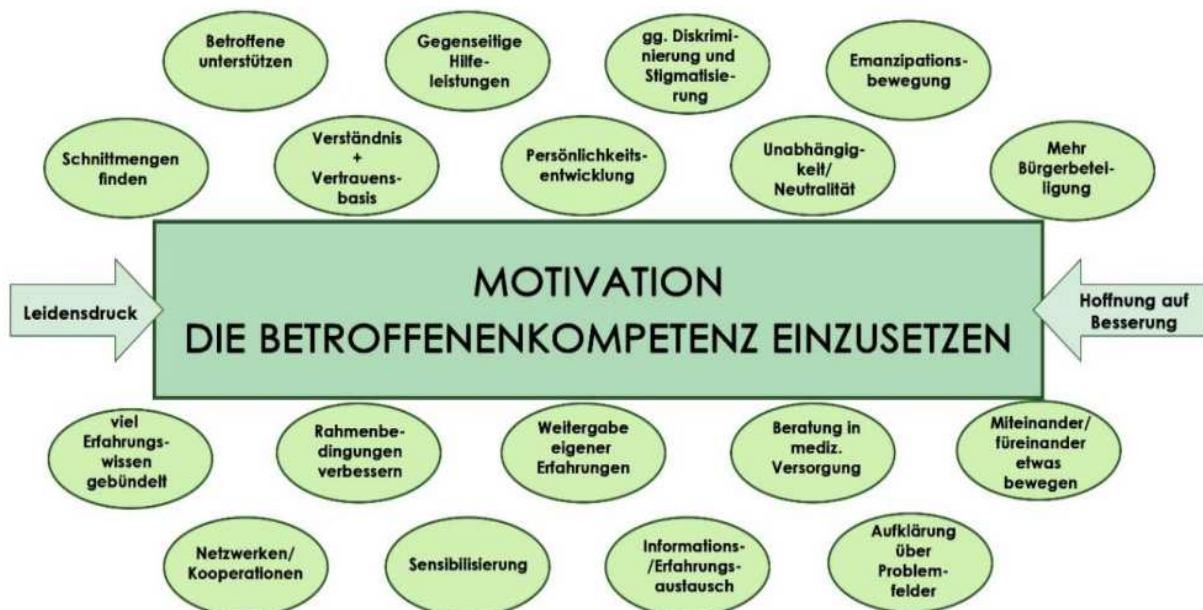 Betroffene
unterstützen
Gegenseitige
Hilfe-
leistungen
gg. Diskrimi-
nierung und
Stigmatisie-
rung
Emanzipations-
bewegung
Schnittmengen
finden
Verständnis
+
Vertrauens-
basis
Persönlichkeits-
entwicklung
Unabhängig-
keit/
Neutralität
Mehr
Bürgerbetei-
ligung
Leidensdruck
MOTIVATION
DIE BETROFFENENKOMPETENZ EINZUSETZEN
Hoffnung auf
Besserung
viel
Erfahrungs-
wissen
gebündelt
Rahmenbe-
dingungen
verbessern
Weitergabe
eigener
Erfahrungen
Beratung in
mediz.
Versorgung
Miteinander/
füreinander
etwas
bewegen
Netzwerken/
Kooperationen
Sensibilisierung
Informations-
/Erfahrungs-
austausch
Aufklärung
über
Problem-
felder